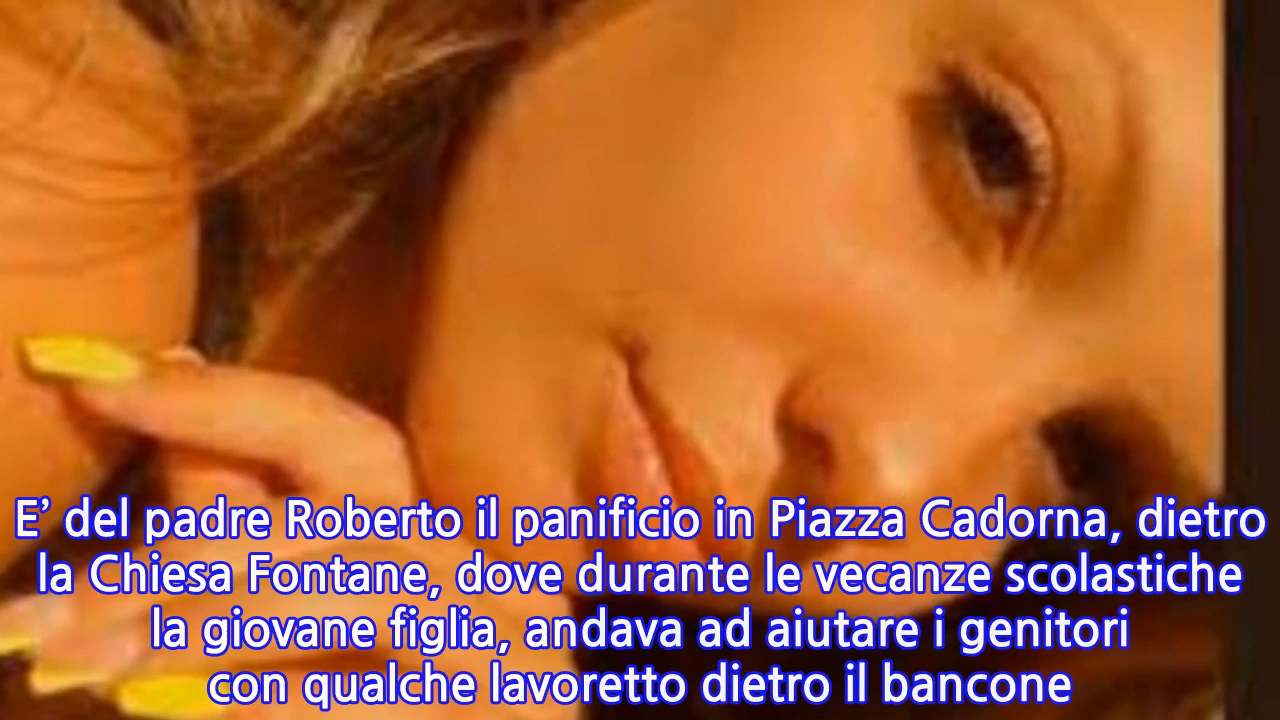 E’ del padre Roberto il panificio in Piazza Cadorna, dietro
la Chiesa Fontane, dove durante le vecanze scolastiche
la giovane figlia, andava ad aiutare i genitori
con qualche lavoretto dietro il bancone